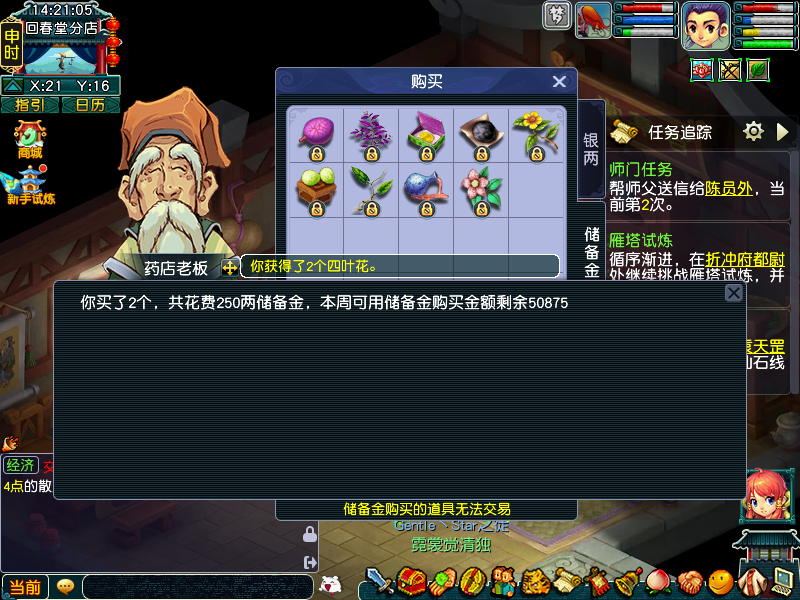 14:21:05
申时
回春堂分店
X:21 Y:16
指引
日历
商城
新手试炼
梦
购买
银两
储备金
药店老板
你获得了2个四叶花。
任务追踪
师门任务
帮师父送信给陈员外，当
前第2次。
雁塔试炼
循序渐进，在折冲府都尉
处继续挑战雁塔试炼，并
袁天罡
仙石线
你买了2个，共花费250两储备金，本周可用储备金购买金额剩余50875
储备金购买的道具无法交易
经济
交
4点的散
Gentle丶Star之徒
霓裳觉清独
当前